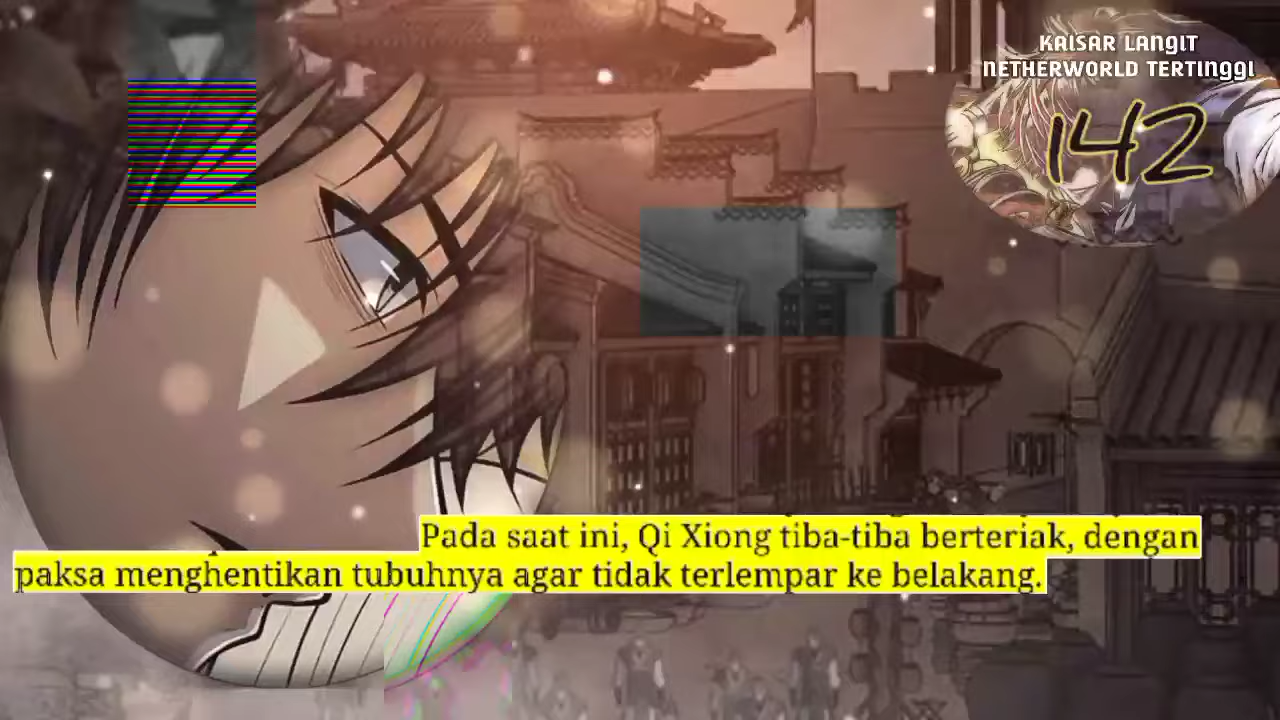 KAISAR LANGIT
NETHERWORLD TERTINGGI
142
Pada saat ini, Qi Xiong tiba-tiba berteriak, dengan
paksa menghentikan tubuhnya agar tidak terlempar ke belakang.